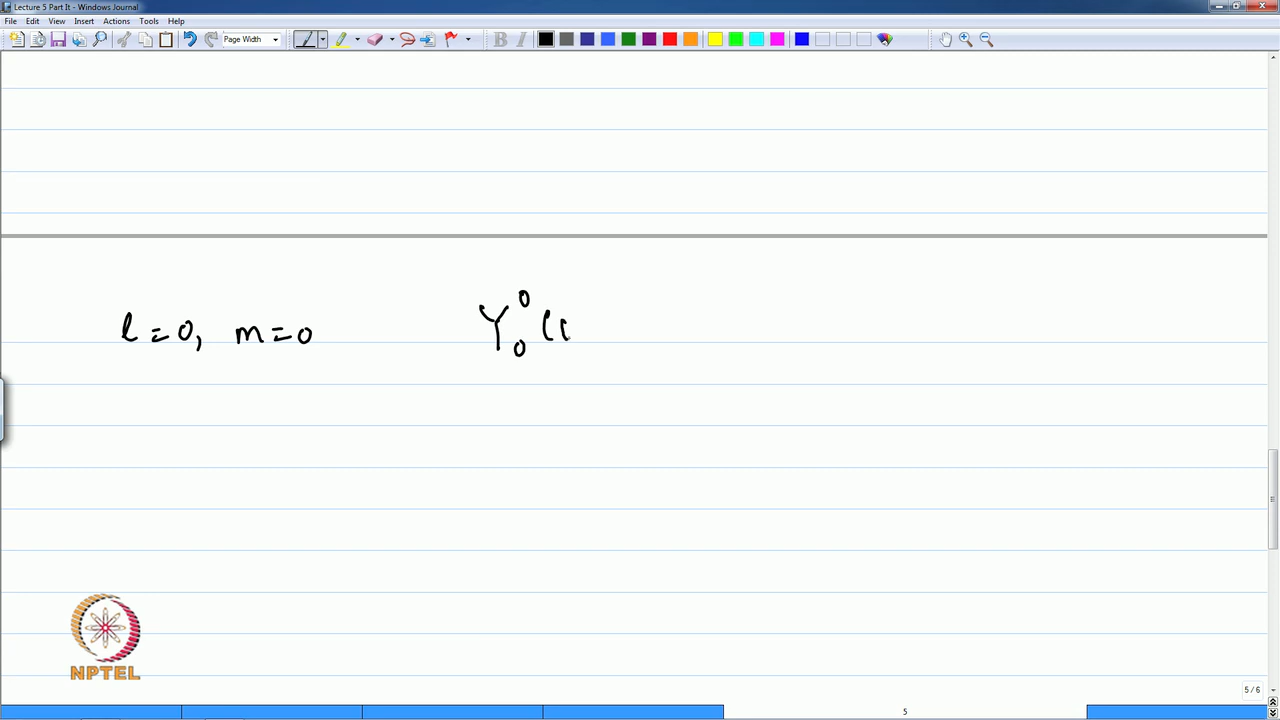 Lecture 5 Part It - Windows Journal
File Edit View Insert Actions Tools Help
Page Width
B I
l = 0, m = 0 Y₀⁰ (
NPTEL
5 / 6
5